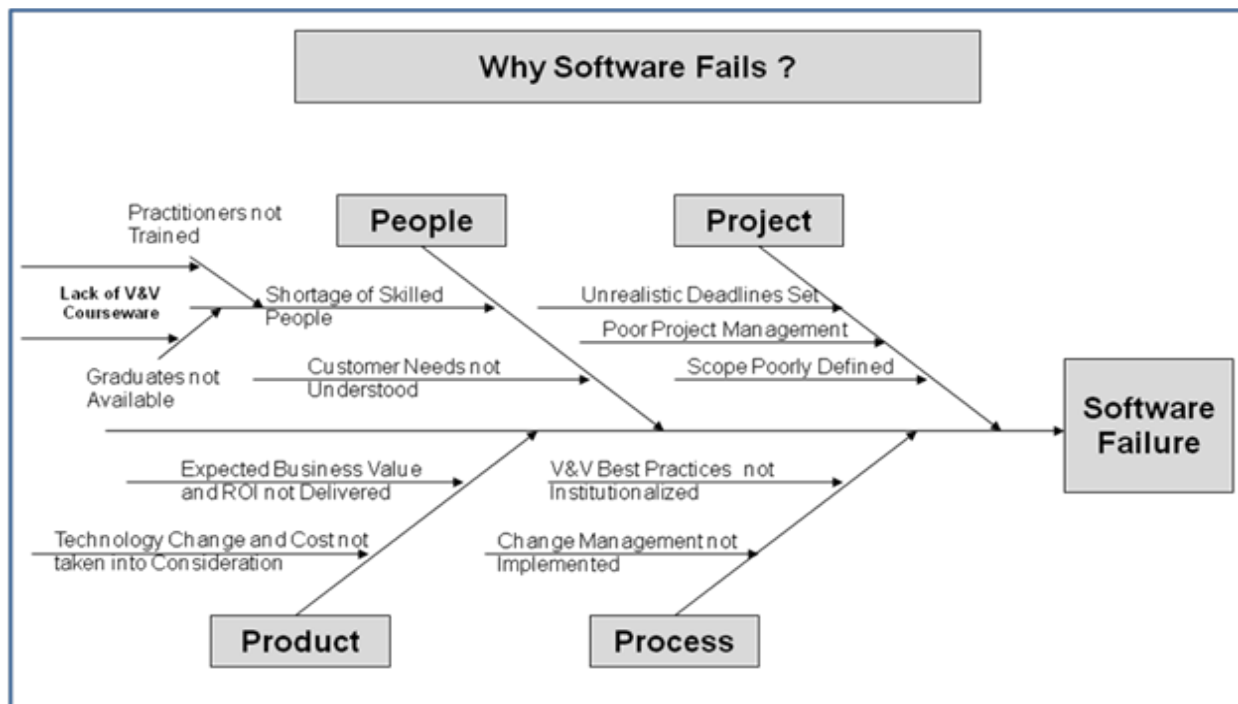 Why Software Fails ?
Practitioners not
Trained
People
Project
Lack of V&V
Courseware
Shortage of Skilled
People
Unrealistic Deadlines Set
Poor Project Management
Graduates not
Available
Customer Needs not
Understood
Scope Poorly Defined
Software
Failure
Expected Business Value
and ROI not Delivered
V&V Best Practices not
Institutionalized
Technology Change and Cost not
taken into Consideration
Change Management not
Implemented
Product
Process